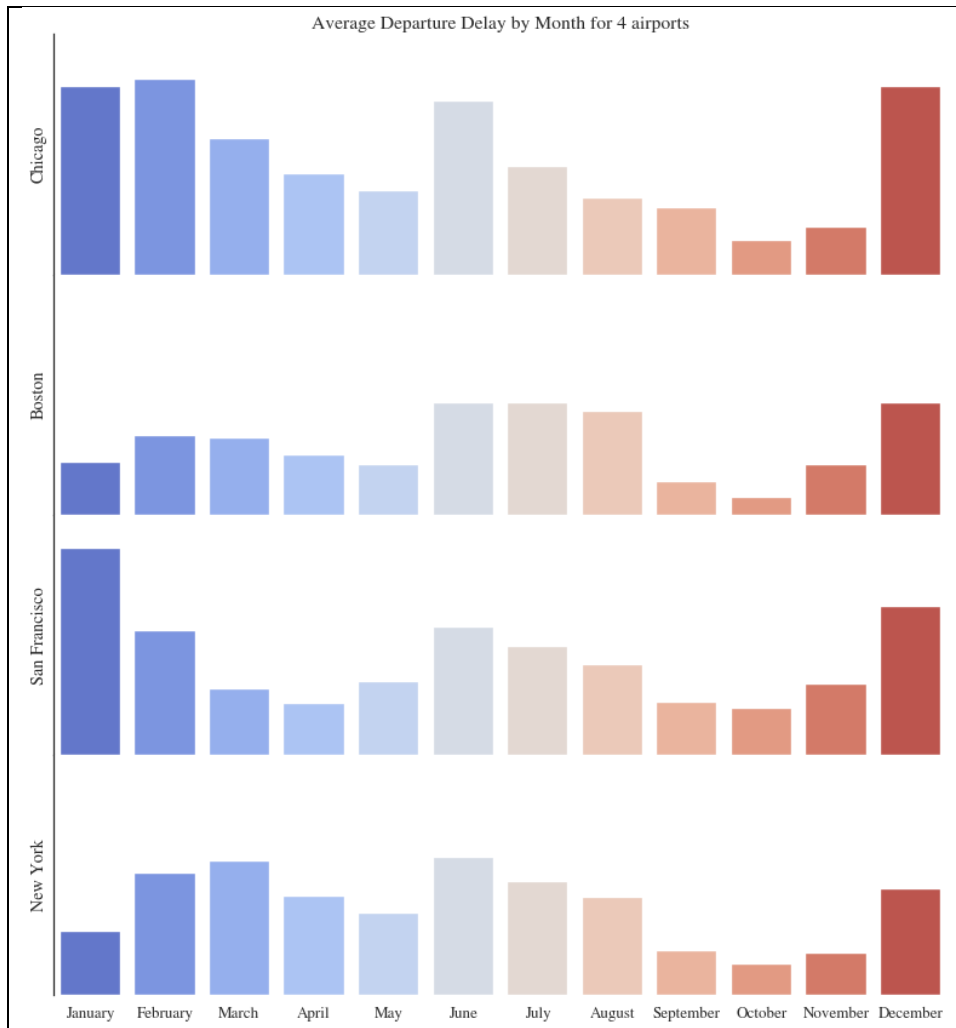 Average Departure Delay by Month for 4 airports
Chicago
Boston
San Francisco
New York
January February March April May June July August September October November December